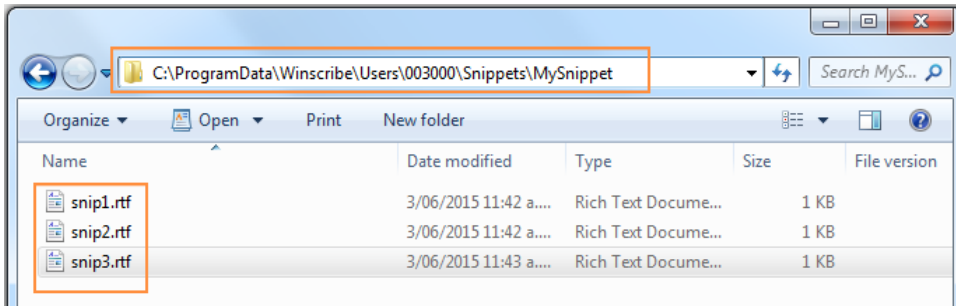 C:\ProgramData\Winscribe\Users\003000\Snippets\MySnippet Search MyS...
Organize Open Print New folder
Name Date modified Type Size File version
snip1.rtf 3/06/2015 11:42 a.... Rich Text Docume... 1 KB
snip2.rtf 3/06/2015 11:42 a.... Rich Text Docume... 1 KB
snip3.rtf 3/06/2015 11:43 a.... Rich Text Docume... 1 KB